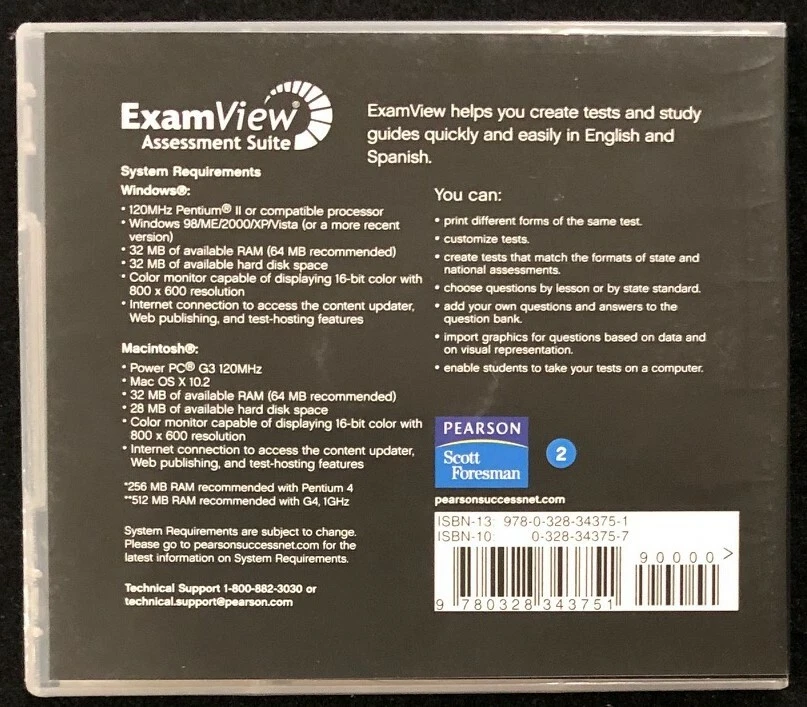 ExamView®
Assessment Suite
ExamView helps you create tests and study
guides quickly and easily in English and
Spanish.
System Requirements
Windows®:
• 120MHz Pentium® II or compatible processor
• Windows 98/ME/2000/XP/Vista (or a more recent
version)
• 32 MB of available RAM (64 MB recommended)
• 32 MB of available hard disk space
• Color monitor capable of displaying 16-bit color with
800 x 600 resolution
• Internet connection to access the content updater,
Web publishing, and test-hosting features
Macintosh®:
• Power PC® G3 120MHz
• Mac OS X 10.2
• 32 MB of available RAM (64 MB recommended)
• 28 MB of available hard disk space
• Color monitor capable of displaying 16-bit color with
800 x 600 resolution
• Internet connection to access the content updater,
Web publishing, and test-hosting features
*256 MB RAM recommended with Pentium 4
**512 MB RAM recommended with G4, 1GHz
System Requirements are subject to change.
Please go to pearsonsuccessnet.com for the
latest information on System Requirements.
Technical Support 1-800-882-3030 or
technical.support@pearson.com
You can:
• print different forms of the same test.
• customize tests.
• create tests that match the formats of state and
national assessments.
• choose questions by lesson or by state standard.
• add your own questions and answers to the
question bank.
• import graphics for questions based on data and
on visual representation.
• enable students to take your tests on a computer.
PEARSON
Scott
Foresman
2
pearsonsuccessnet.com
ISBN-13: 978-0-328-34375-1
ISBN-10: 0-328-34375-7
90000>
9 780328 343751